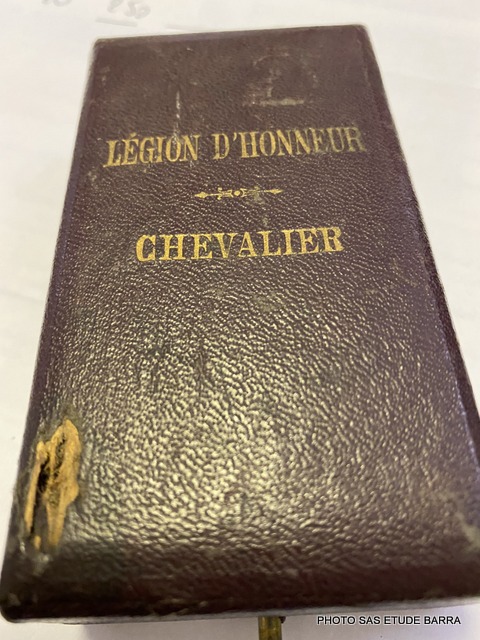 LÉGION D'HONNEUR
CHEVALIER
PHOTO SAS ETUDE BARRA